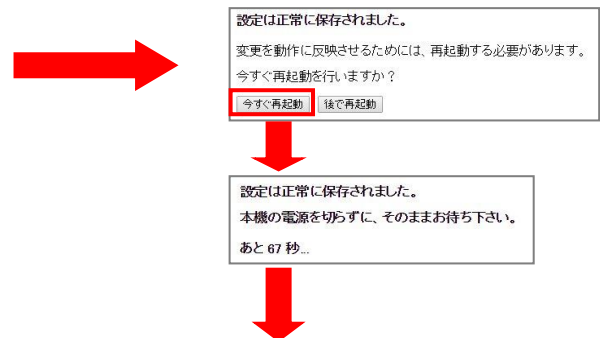 設定は正常に保存されました。
変更を動作に反映させるためには、再起動する必要があります。
今すぐ再起動を行いますか？
今すぐ再起動 後で再起動
設定は正常に保存されました。
本機の電源を切らずに、そのままお待ち下さい。
あと 67 秒...